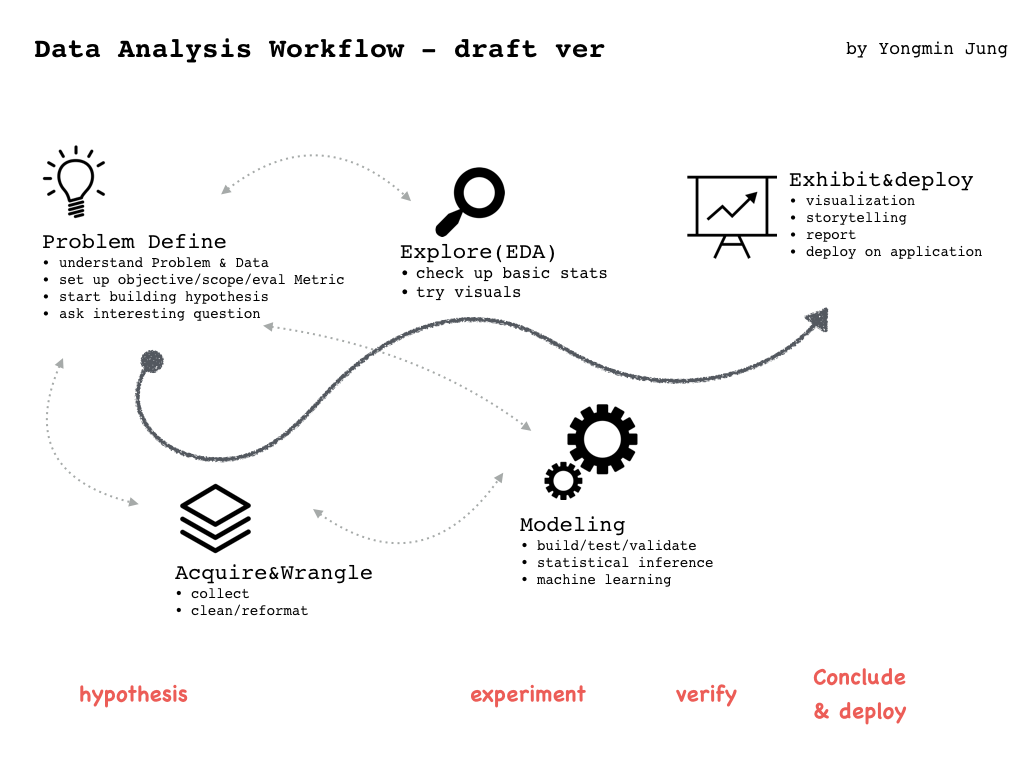 Data Analysis Workflow - draft ver
by Yongmin Jung
Problem Define
• understand Problem & Data
• set up objective/scope/eval Metric
• start building hypothesis
• ask interesting question
Explore(EDA)
• check up basic stats
• try visuals
Exhibit&deploy
• visualization
• storytelling
• report
• deploy on application
Acquire&Wrangle
• collect
• clean/reformat
Modeling
• build/test/validate
• statistical inference
• machine learning
hypothesis
experiment
verify
Conclude
& deploy